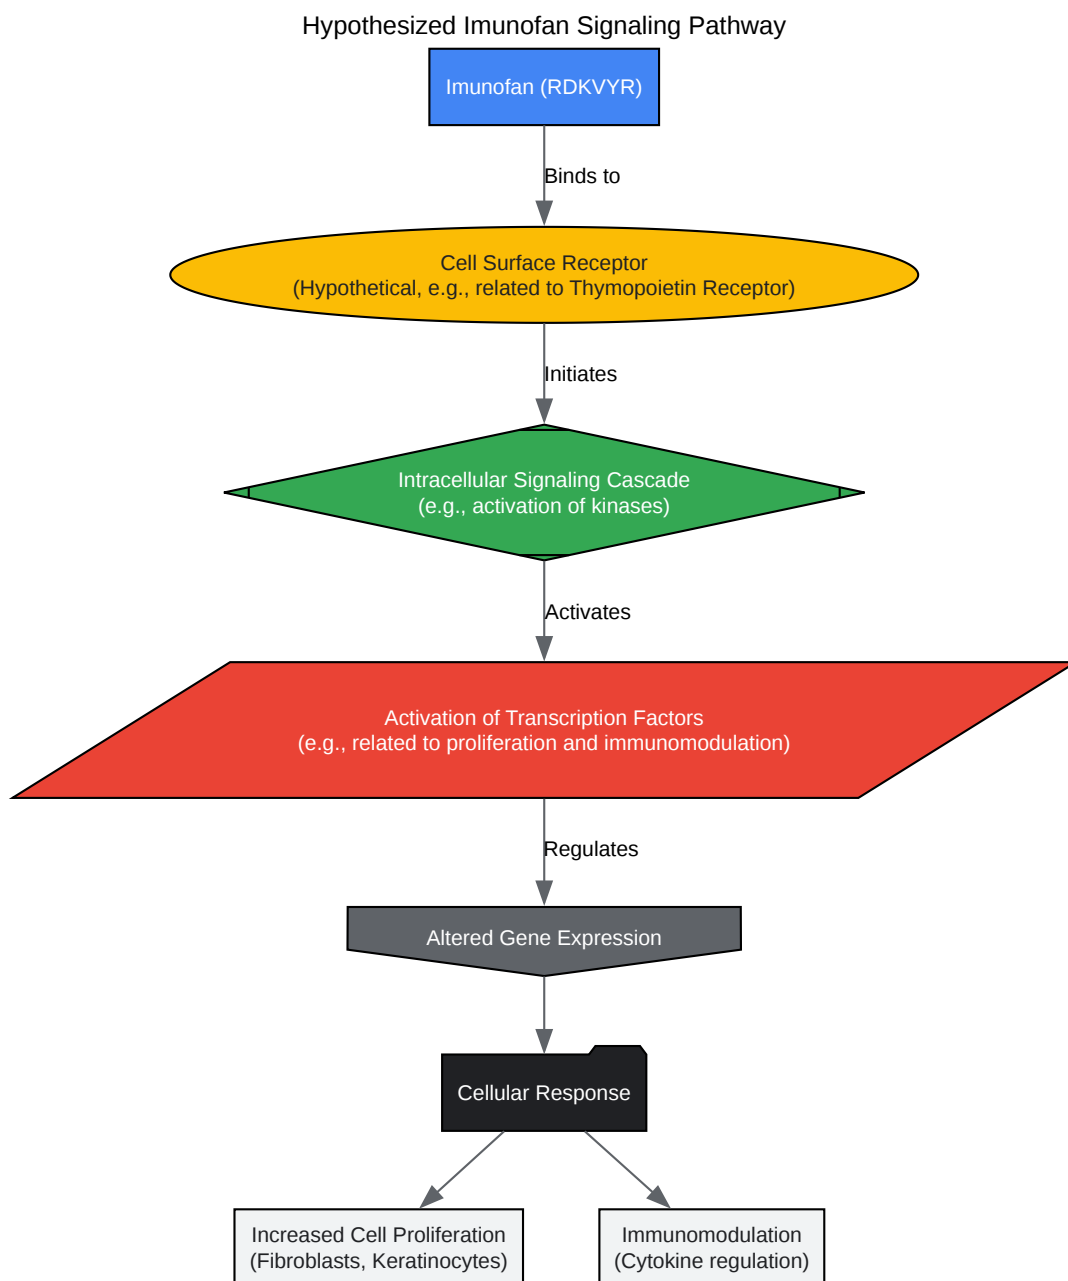 Hypothesized Imunofan Signaling Pathway
Imunofan (RDKVYR)
Binds to
Cell Surface Receptor
(Hypothetical, e.g., related to Thymopoietin Receptor)
Initiates
Intracellular Signaling Cascade
(e.g., activation of kinases)
Activates
Activation of Transcription Factors
(e.g., related to proliferation and immunomodulation)
Regulates
Altered Gene Expression
Cellular Response
Increased Cell Proliferation
(Fibroblasts, Keratinocytes)
Immunomodulation
(Cytokine regulation)